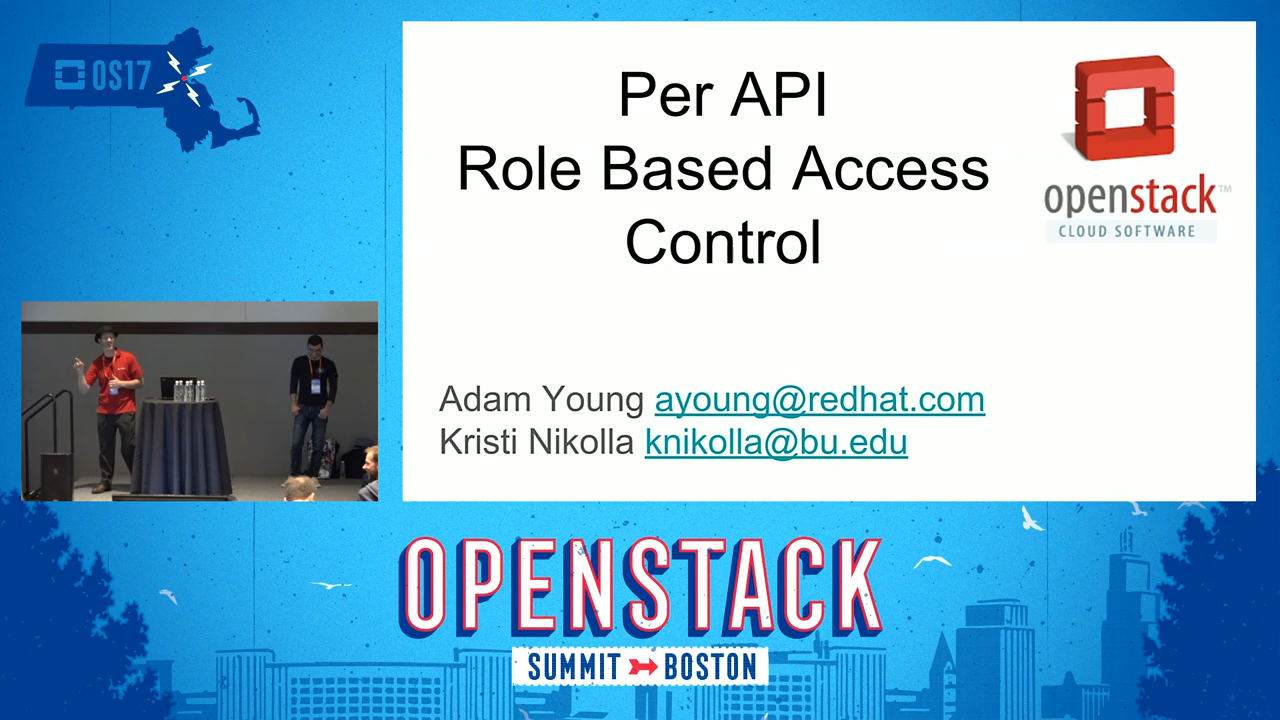 OS17
Per API
Role Based Access
Control
openstack™
CLOUD SOFTWARE
Adam Young ayoung@redhat.com
Kristi Nikolla knikolla@bu.edu
OPENSTACK
SUMMIT BOSTON